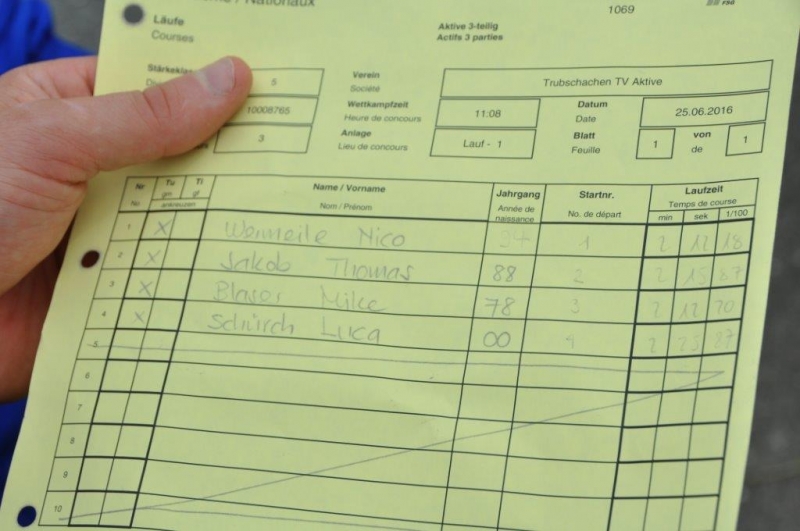 / Nationaux
1069
Läufe
Courses
Aktive 3-teilig
Actifs 3 parties
5
Verein
Société
Trubschachen TV Aktive
10008765
Wettkampfzeit
Heure de concours
11:08
Datum
Date
25.06.2016
3
Anlage
Lieu de concours
Lauf - 1
Blatt
Feuille
1
von
de
1
Nr
No
Tu
gm
Ti
gf
ankreuzen
Name / Vorname
Nom / Prénom
Jahrgang
Année de naissance
Startnr.
No. de départ
Laufzeit
Temps de course
min sek 1/100
1 X Nico 1 2 12 18
2 X Jakob Thomas 88 2 2 15 87
3 X Blaser Mike 78 3 2 12 70
4 X Schürch Luca 00 4 2 25 87
5
6
7
8
9
10